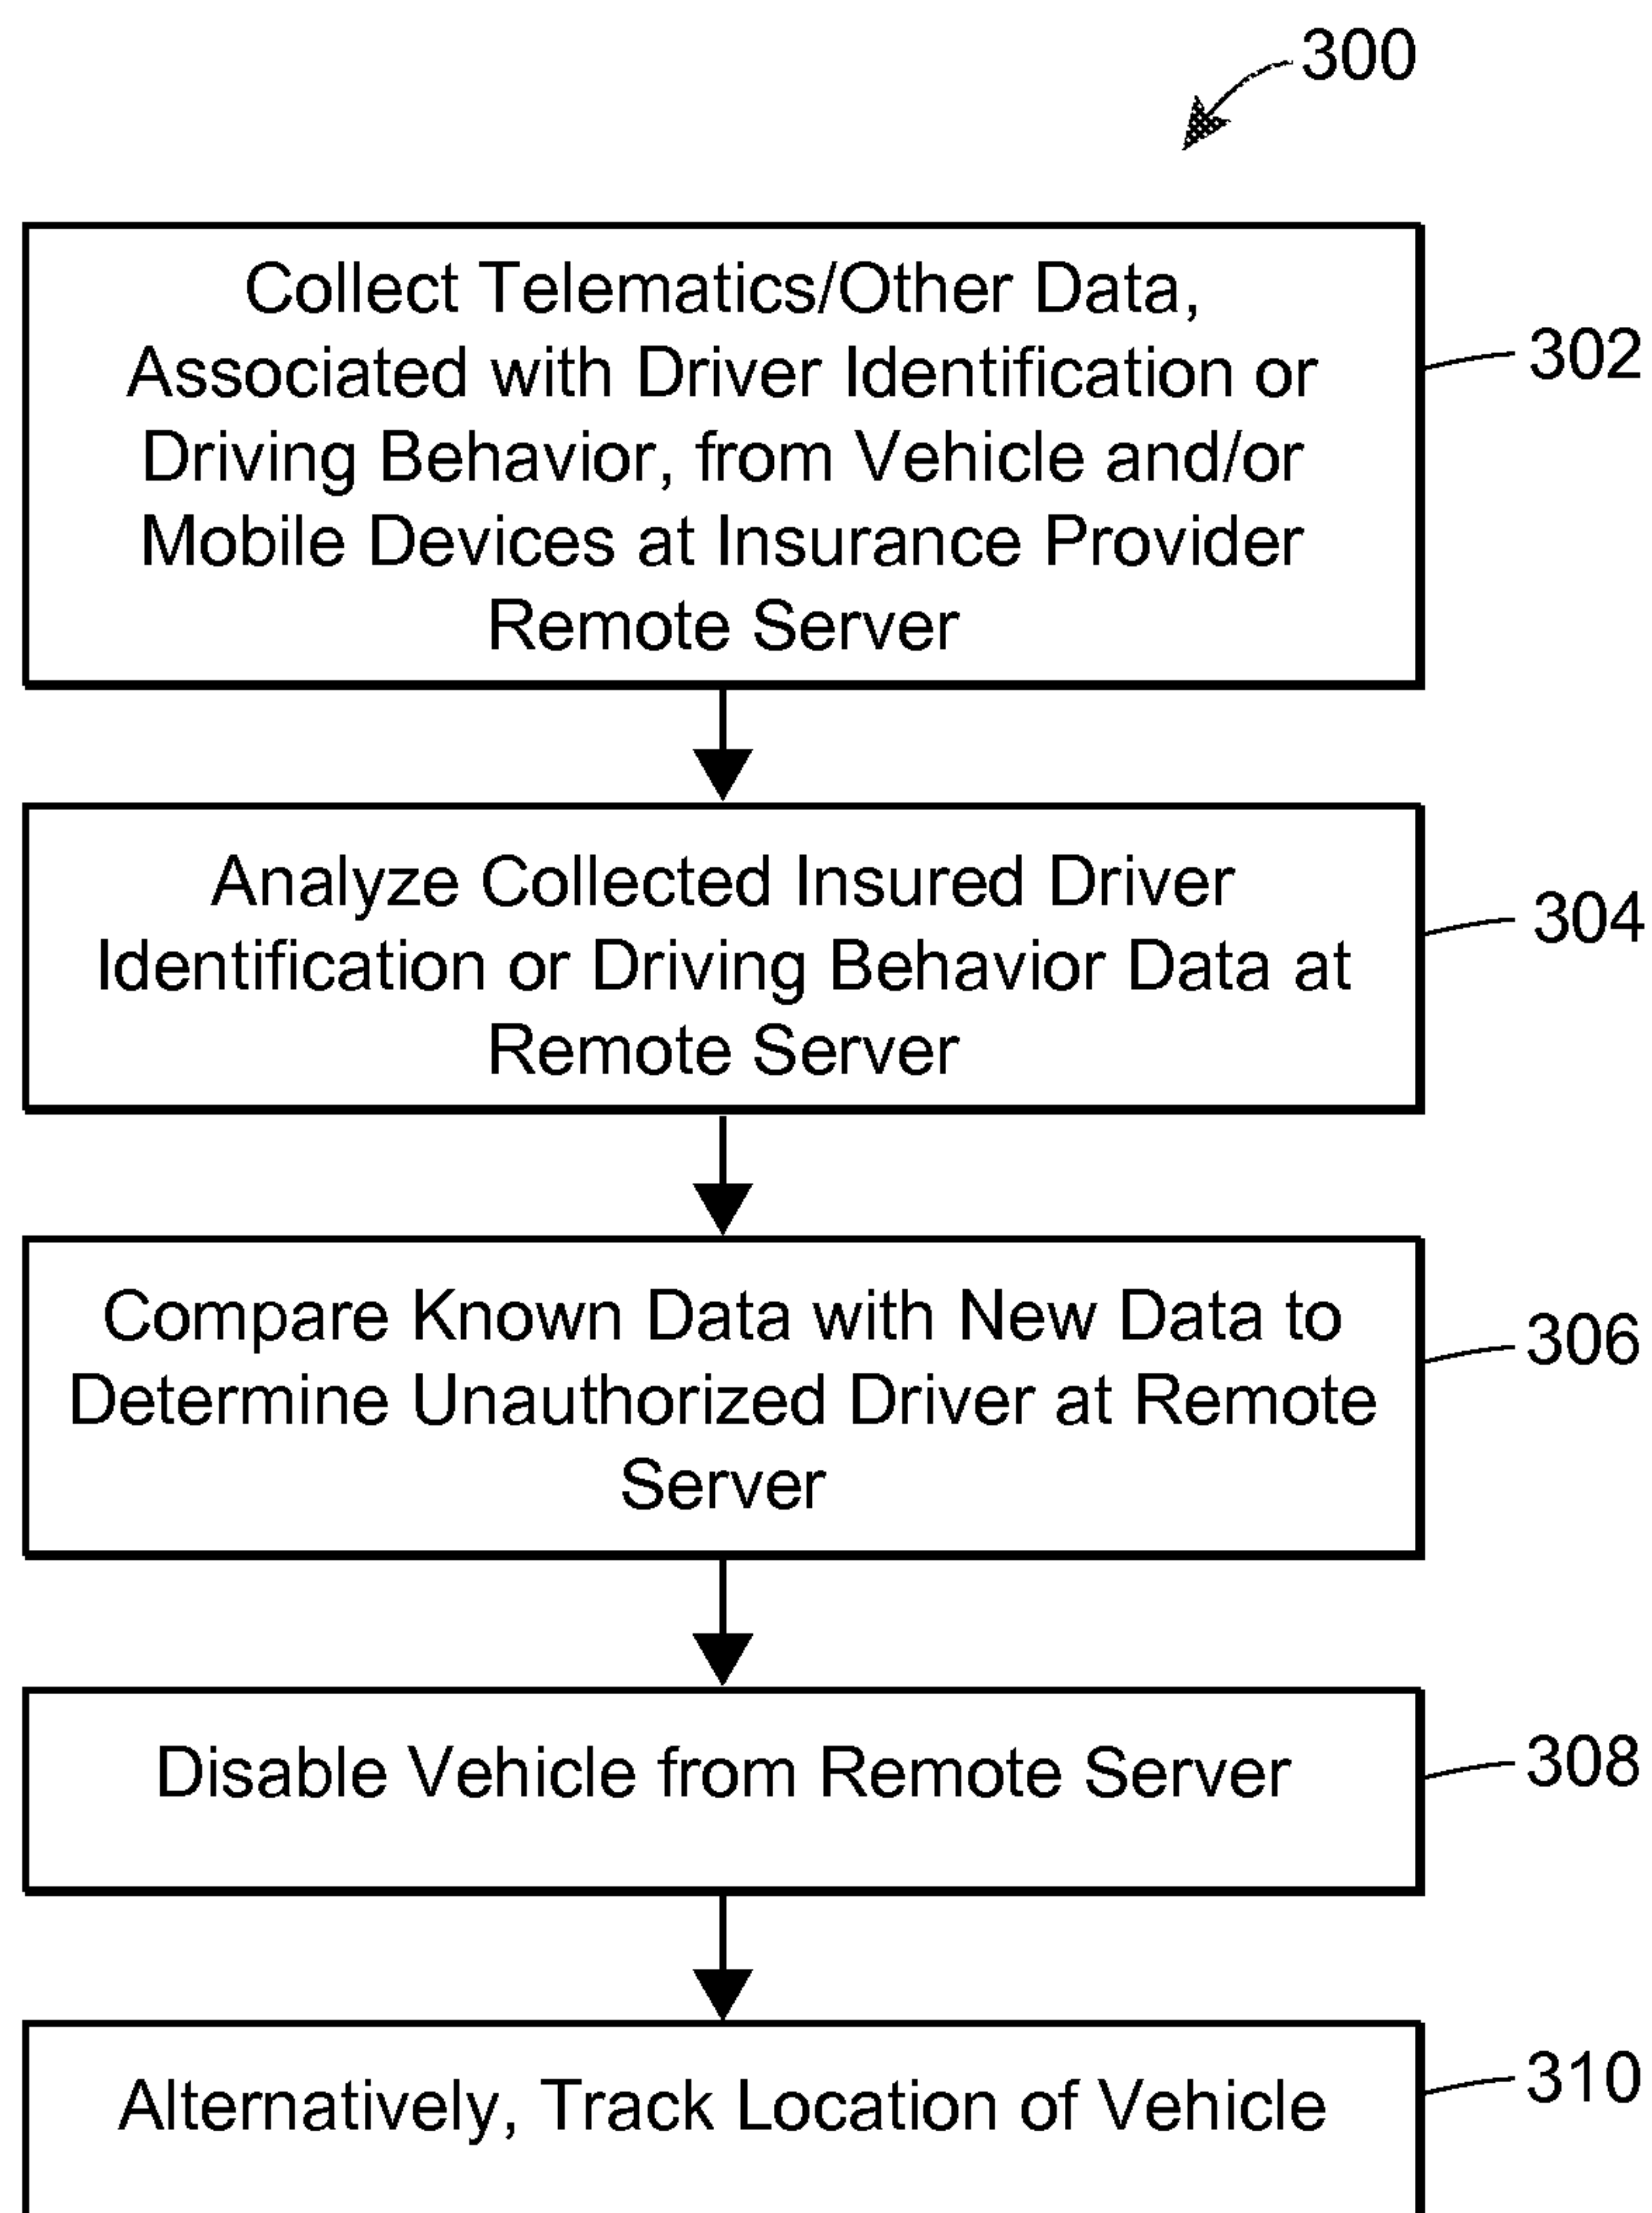 300
Collect Telematics/Other Data,
Associated with Driver Identification or
Driving Behavior, from Vehicle and/or
Mobile Devices at Insurance Provider
Remote Server
302
Analyze Collected Insured Driver
Identification or Driving Behavior Data at
Remote Server
304
Compare Known Data with New Data to
Determine Unauthorized Driver at Remote
Server
306
Disable Vehicle from Remote Server
308
Alternatively, Track Location of Vehicle
310